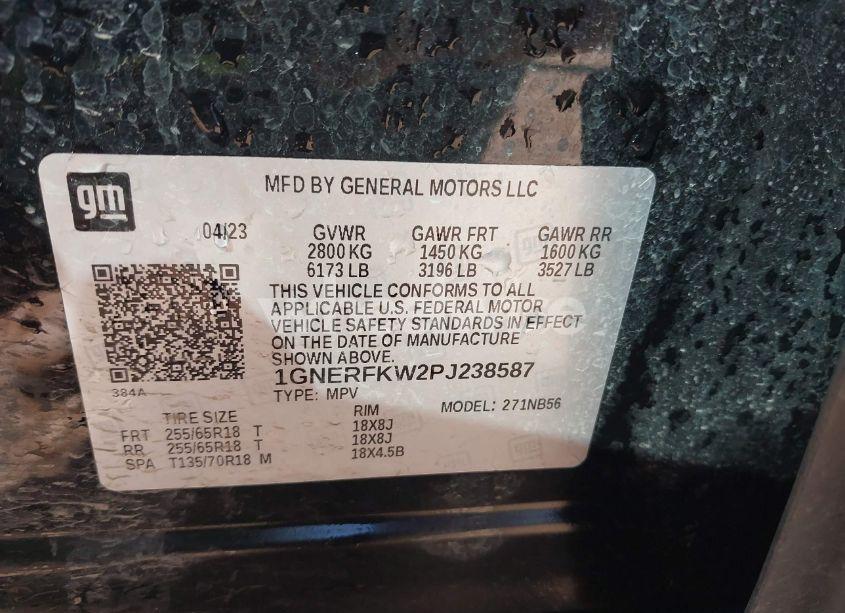 gm
MFD BY GENERAL MOTORS LLC
04/23 GVWR GAWR FRT GAWR RR
2800 KG 1450 KG 1600 KG
6173 LB 3196 LB 3527 LB
THIS VEHICLE CONFORMS TO ALL
APPLICABLE U.S. FEDERAL MOTOR
VEHICLE SAFETY STANDARDS IN EFFECT
ON THE DATE OF MANUFACTURE
SHOWN ABOVE.
1GNERFKW2PJ238587
TYPE: MPV MODEL: 271NB56
384A
TIRE SIZE RIM
FRT 255/65R18 T 18X8J
RR 255/65R18 T 18X8J
SPA T135/70R18 M 18X4.5B